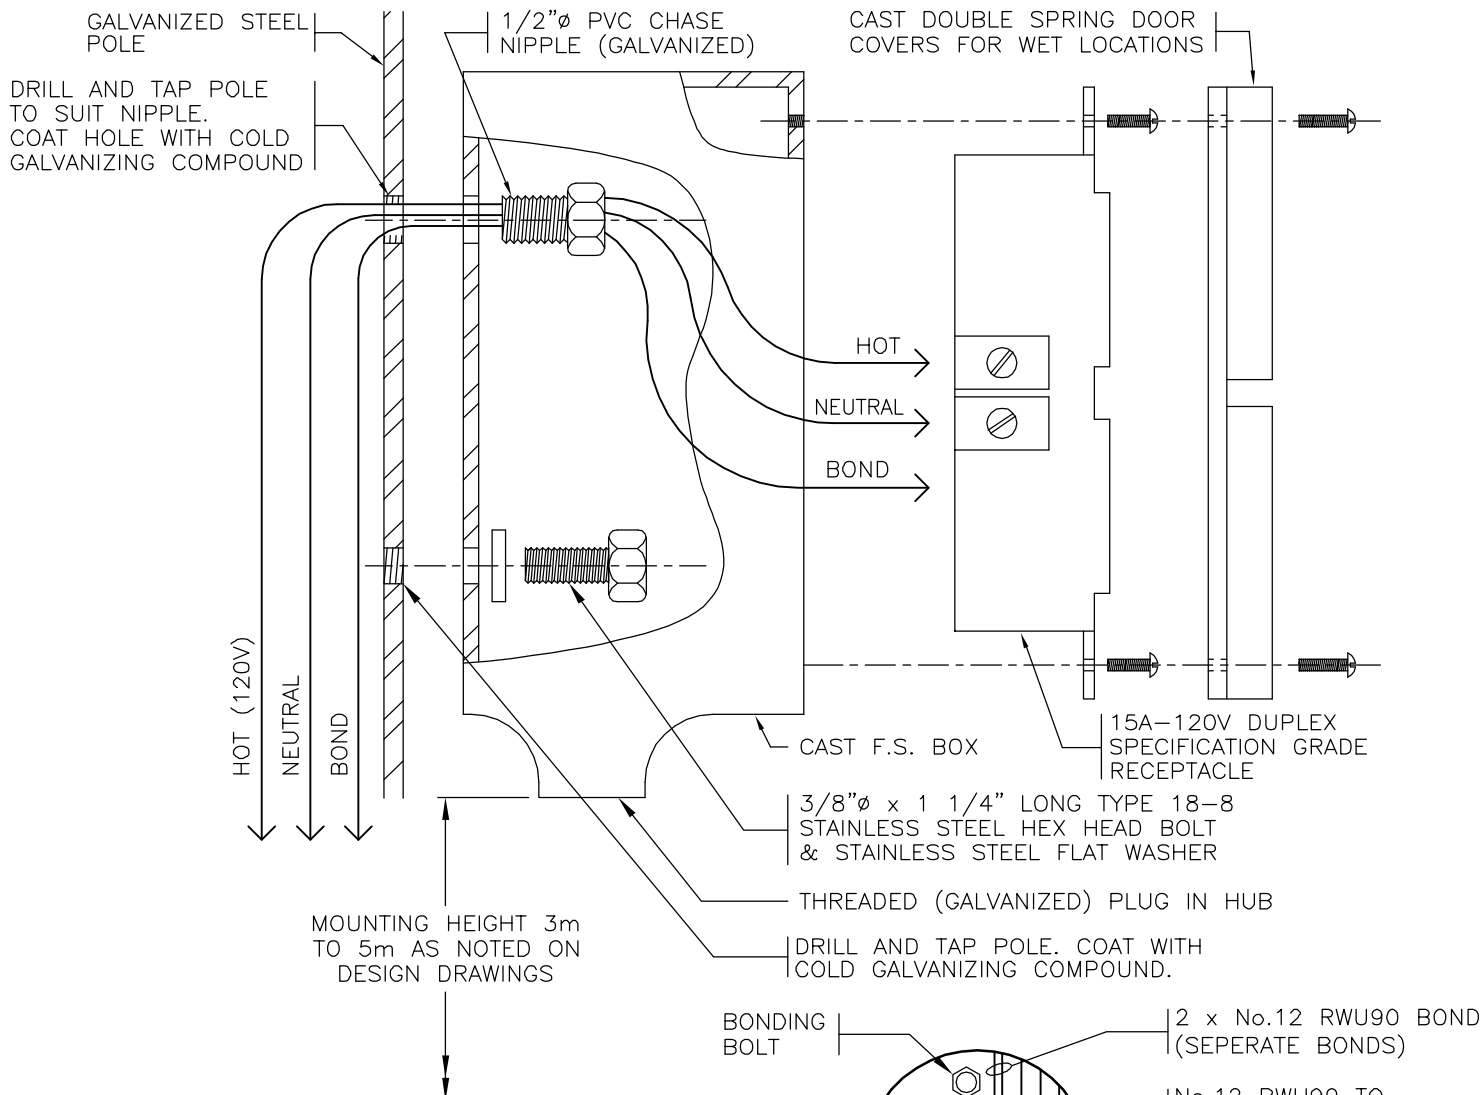 GALVANIZED STEEL
POLE
1/2"ø PVC CHASE
NIPPLE (GALVANIZED)
CAST DOUBLE SPRING DOOR
COVERS FOR WET LOCATIONS
DRILL AND TAP POLE
TO SUIT NIPPLE.
COAT HOLE WITH COLD
GALVANIZING COMPOUND
HOT
NEUTRAL
BOND
HOT (120V)
NEUTRAL
BOND
15A-120V DUPLEX
SPECIFICATION GRADE
RECEPTACLE
CAST F.S. BOX
3/8"ø x 1 1/4" LONG TYPE 18-8
STAINLESS STEEL HEX HEAD BOLT
& STAINLESS STEEL FLAT WASHER
THREADED (GALVANIZED) PLUG IN HUB
MOUNTING HEIGHT 3m
TO 5m AS NOTED ON
DESIGN DRAWINGS
DRILL AND TAP POLE. COAT WITH
COLD GALVANIZING COMPOUND.
BONDING
BOLT
2 x No.12 RWU90 BOND
(SEPERATE BONDS)
No.12 RWU90 TO